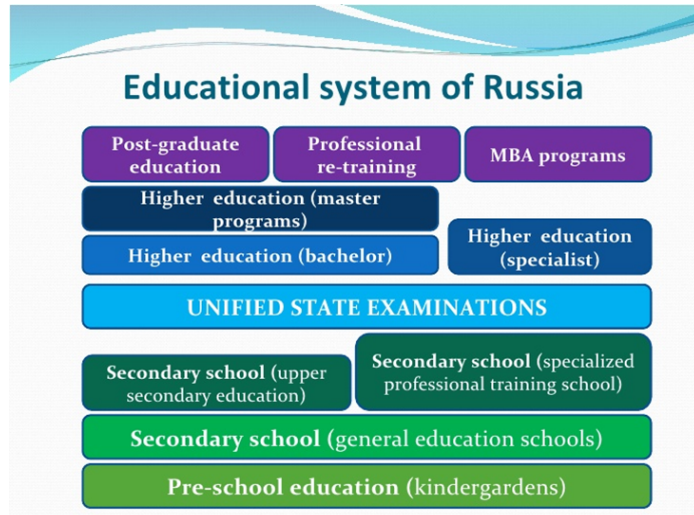 Educational system of Russia
Post-graduate
education
Professional
re-training
MBA programs
Higher education (master
programs)
Higher education (bachelor)
Higher education
(specialist)
UNIFIED STATE EXAMINATIONS
Secondary school (upper
secondary education)
Secondary school (specialized
professional training school)
Secondary school (general education schools)
Pre-school education (kindergardens)